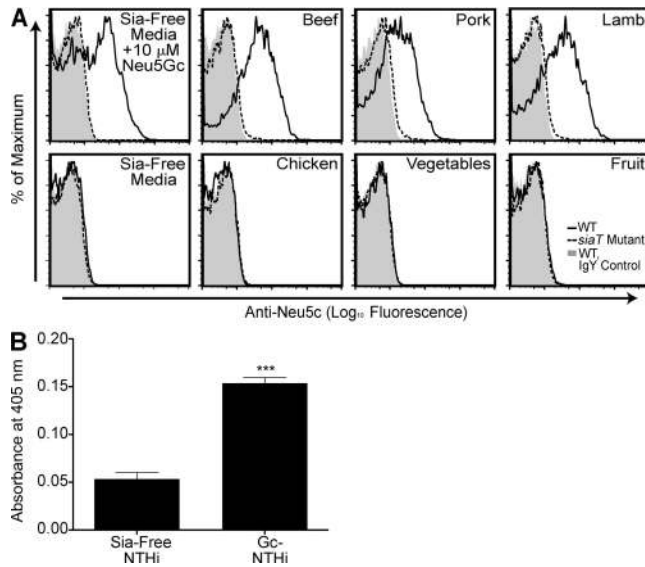 A
Sia-Free
Media
+10 μM
Neu5Gc
Beef
Pork
Lamb
% of Maximum
Sia-Free
Media
Chicken
Vegetables
Fruit
WT
siaT Mutant
WT,
IgY Control
Anti-Neu5c (Log₁₀ Fluorescence)
B
Absorbance at 405 nm
0.20
0.15
0.10
0.05
0.00
***
Sia-Free
NTHi
Gc-
NTHi